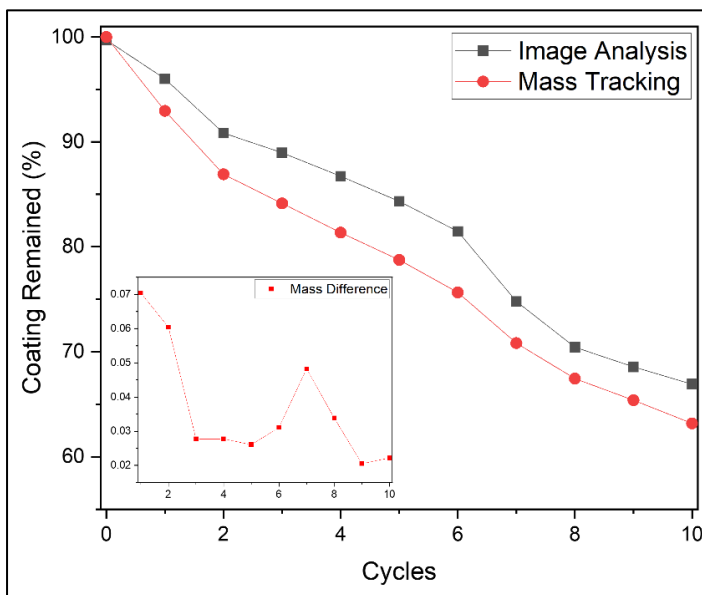 Image Analysis
Mass Tracking
100
90
80
70
60
Coating Remained (%)
Mass Difference
0.07
0.06
0.05
0.04
0.03
0.02
2 4 6 8 10
0 2 4 6 8 10
Cycles